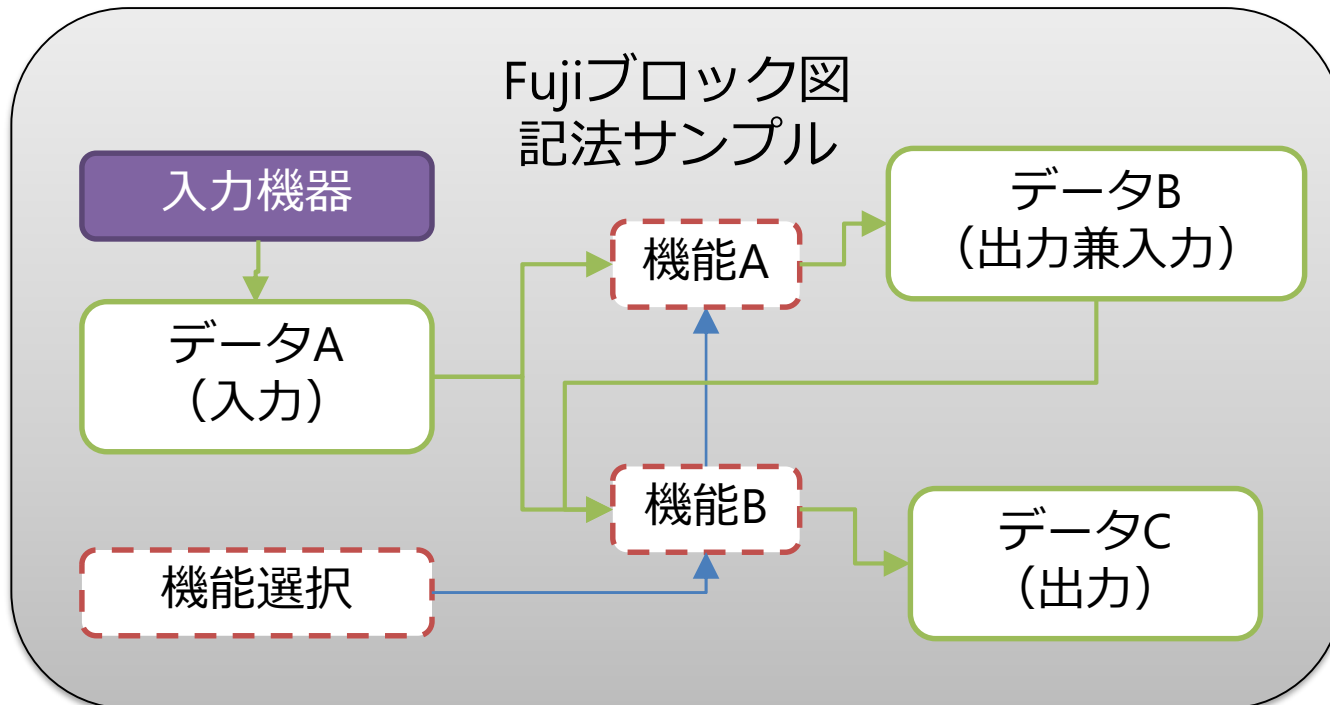 Fujiブロック図
記法サンプル
入力機器
データA
（入力）
機能選択
機能A
機能B
データB
（出力兼入力）
データC
（出力）